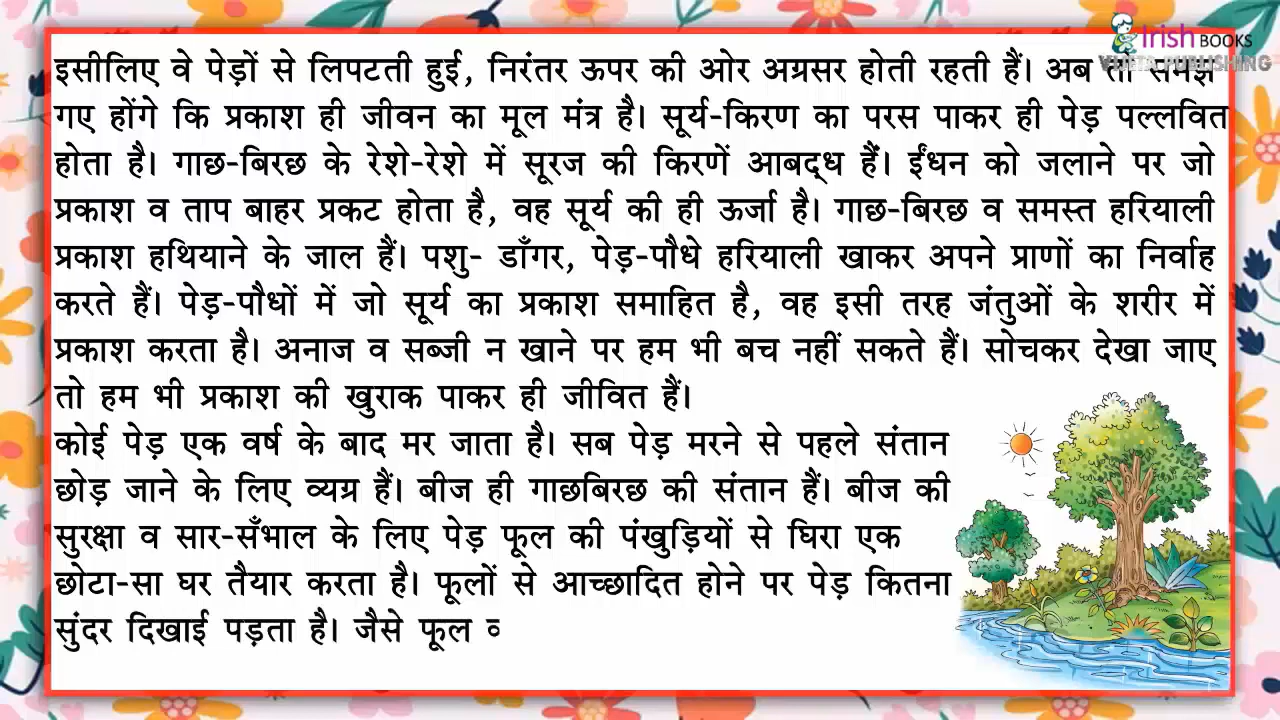 Irish BOOKS
इसीलिए वे पेड़ों से लिपटती हुई, निरंतर ऊपर की ओर अग्रसर होती रहती हैं। अब तो समझ
गए होंगे कि प्रकाश ही जीवन का मूल मंत्र है। सूर्य-किरण का परस पाकर ही पेड़ पल्लवित
होता है। गाछ-बिरछ के रेशे-रेशे में सूरज की किरणें आबद्ध हैं। ईंधन को जलाने पर जो
प्रकाश व ताप बाहर प्रकट होता है, वह सूर्य की ही ऊर्जा है। गाछ-बिरछ व समस्त हरियाली
प्रकाश हथियाने के जाल हैं। पशु- डाँगर, पेड़-पौधे हरियाली खाकर अपने प्राणों का निर्वाह
करते हैं। पेड़-पौधों में जो सूर्य का प्रकाश समाहित है, वह इसी तरह जंतुओं के शरीर में
प्रकाश करता है। अनाज व सब्जी न खाने पर हम भी बच नहीं सकते हैं। सोचकर देखा जाए
तो हम भी प्रकाश की खुराक पाकर ही जीवित हैं।
कोई पेड़ एक वर्ष के बाद मर जाता है। सब पेड़ मरने से पहले संतान
छोड़ जाने के लिए व्यग्र हैं। बीज ही गाछबिरछ की संतान हैं। बीज की
सुरक्षा व सार-सँभाल के लिए पेड़ फूल की पंखुड़ियों से घिरा एक
छोटा-सा घर तैयार करता है। फूलों से आच्छादित होने पर पेड़ कितना
सुंदर दिखाई पड़ता है। जैसे फूल